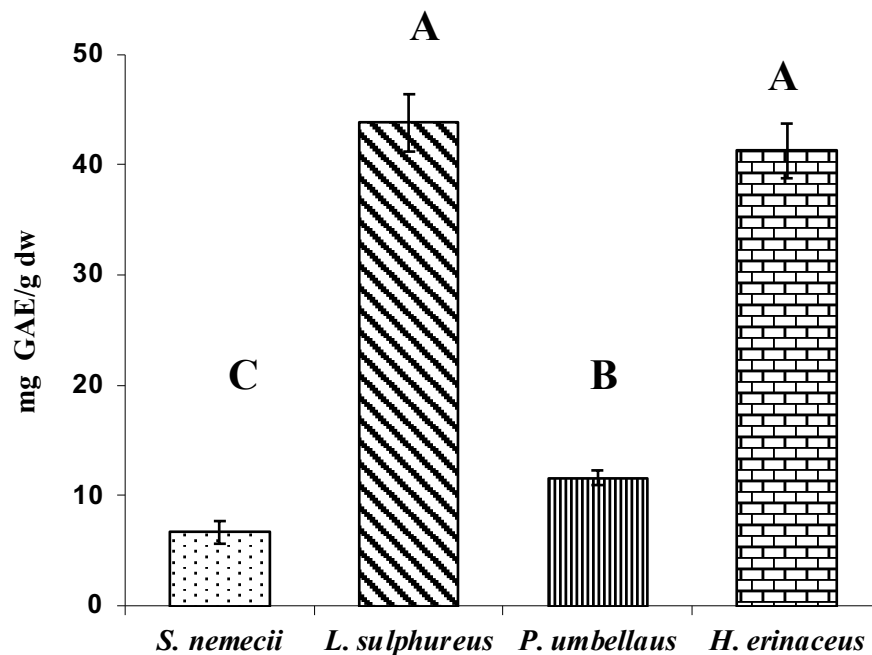 A
50
A
40
mg GAE/g dw
30
C
B
20
10
0
S. nemecii L. sulphureus P. umbellaus H. erinaceus